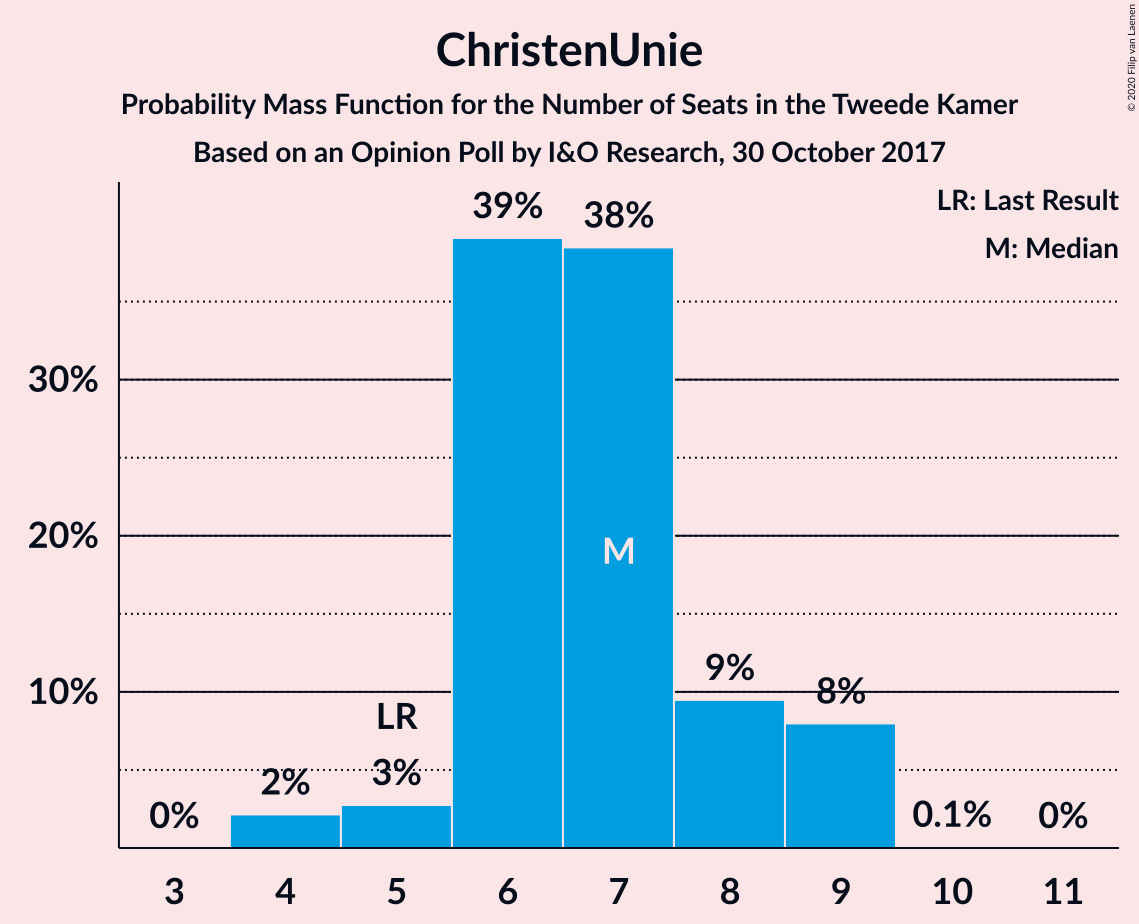 ChristenUnie
Probability Mass Function for the Number of Seats in the Tweede Kamer
Based on an Opinion Poll by I&O Research, 30 October 2017
© 2020 Filip van Laenen
LR: Last Result
M: Median
39%
38%
30%
20%
M
10%
9%
8%
LR
0%
2%
3%
0.1%
0%
3 4 5 6 7 8 9 10 11